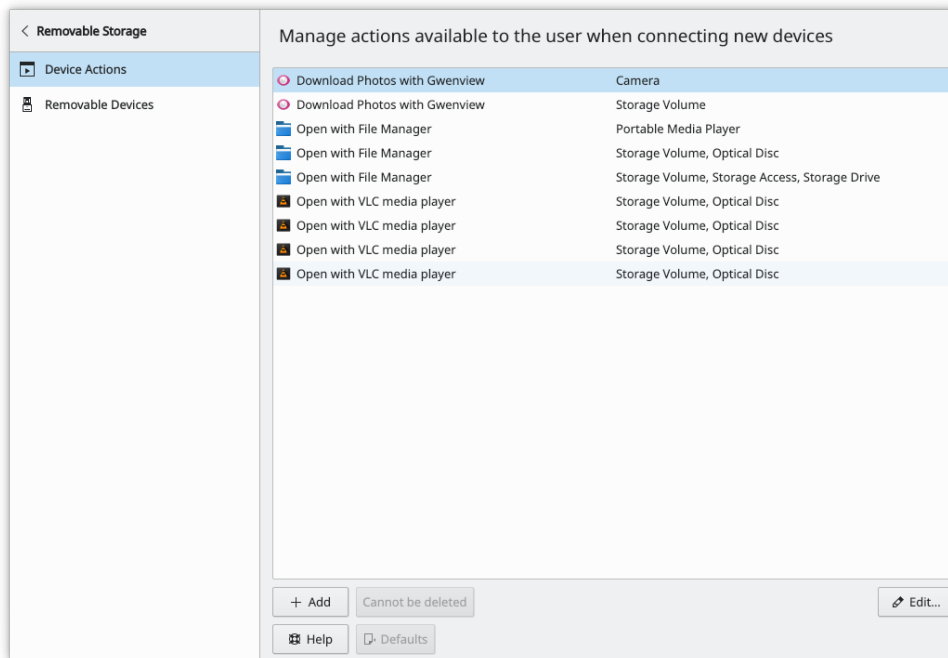 Removable Storage
Device Actions
Removable Devices
Manage actions available to the user when connecting new devices
Download Photos with Gwenview Camera
Download Photos with Gwenview Storage Volume
Open with File Manager Portable Media Player
Open with File Manager Storage Volume, Optical Disc
Open with File Manager Storage Volume, Storage Access, Storage Drive
Open with VLC media player Storage Volume, Optical Disc
Open with VLC media player Storage Volume, Optical Disc
Open with VLC media player Storage Volume, Optical Disc
Open with VLC media player Storage Volume, Optical Disc
Add Cannot be deleted Edit...
Help Defaults